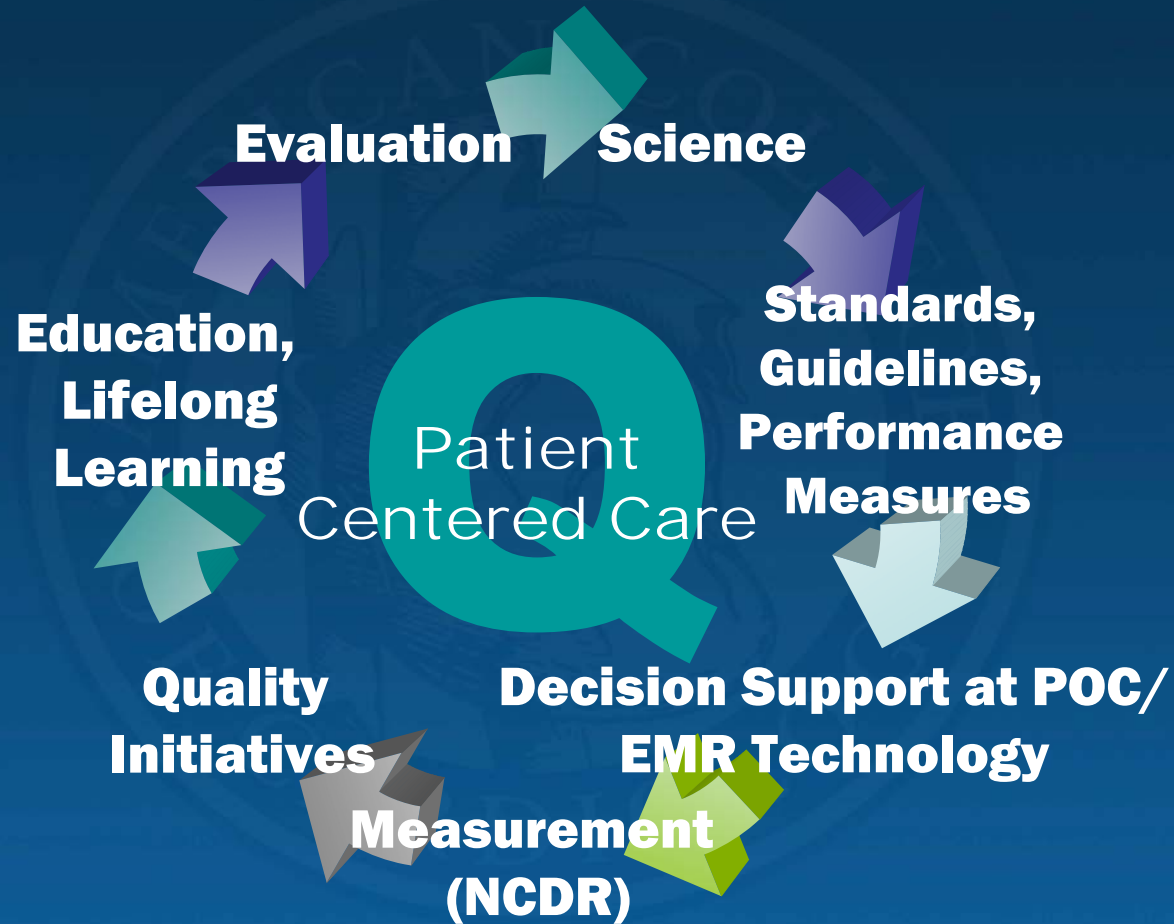 Evaluation
Science
Standards,
Guidelines,
Performance
Measures
Decision Support at POC/
EMR Technology
Measurement
(NCDR)
Quality
Initiatives
Education,
Lifelong
Learning
Q
Patient
Centered Care